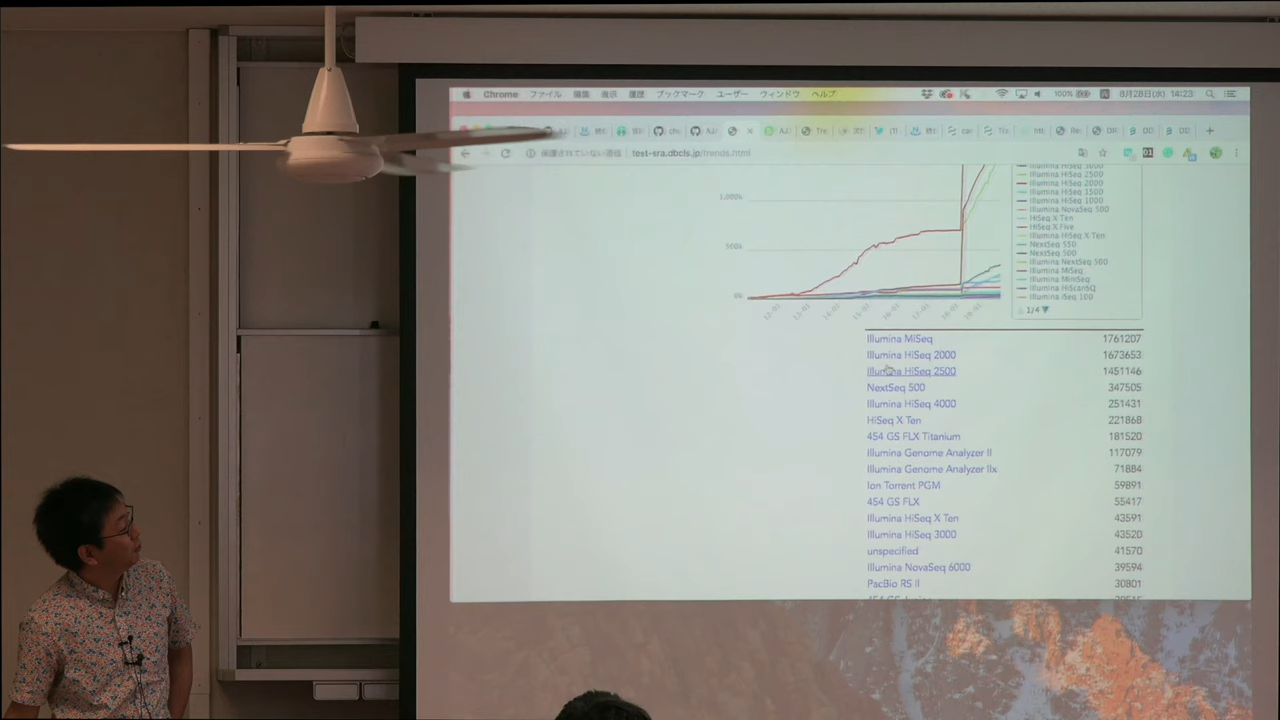 Chrome ファイル 編集 表示 履歴 ブックマーク ユーザー ウィンドウ ヘルプ 100% 8月28日(水) 14:23
保護されていない通信 test-sra.dbcls.jp/trends.html
1,000%
500%
0%
Illumina HiSeq 3000
Illumina HiSeq 2500
Illumina HiSeq 2000
Illumina HiSeq 1500
Illumina HiSeq 1000
Illumina NovaSeq 500
HiSeq X Ten
HiSeq X Five
Illumina HiSeq X Ten
NextSeq 550
NextSeq 500
Illumina NextSeq 500
Illumina MiSeq
Illumina MiniSeq
Illumina HiScanSQ
Illumina iSeq 100
1/4
Illumina MiSeq 1761207
Illumina HiSeq 2000 1673653
Illumina HiSeq 2500 1451146
NextSeq 500 347505
Illumina HiSeq 4000 251431
HiSeq X Ten 221868
454 GS FLX Titanium 181520
Illumina Genome Analyzer II 117079
Illumina Genome Analyzer IIx 71884
Ion Torrent PGM 59891
454 GS FLX 55417
Illumina HiSeq X Ten 43591
Illumina HiSeq 3000 43520
unspecified 41570
Illumina NovaSeq 6000 39594
PacBio RS II 30801